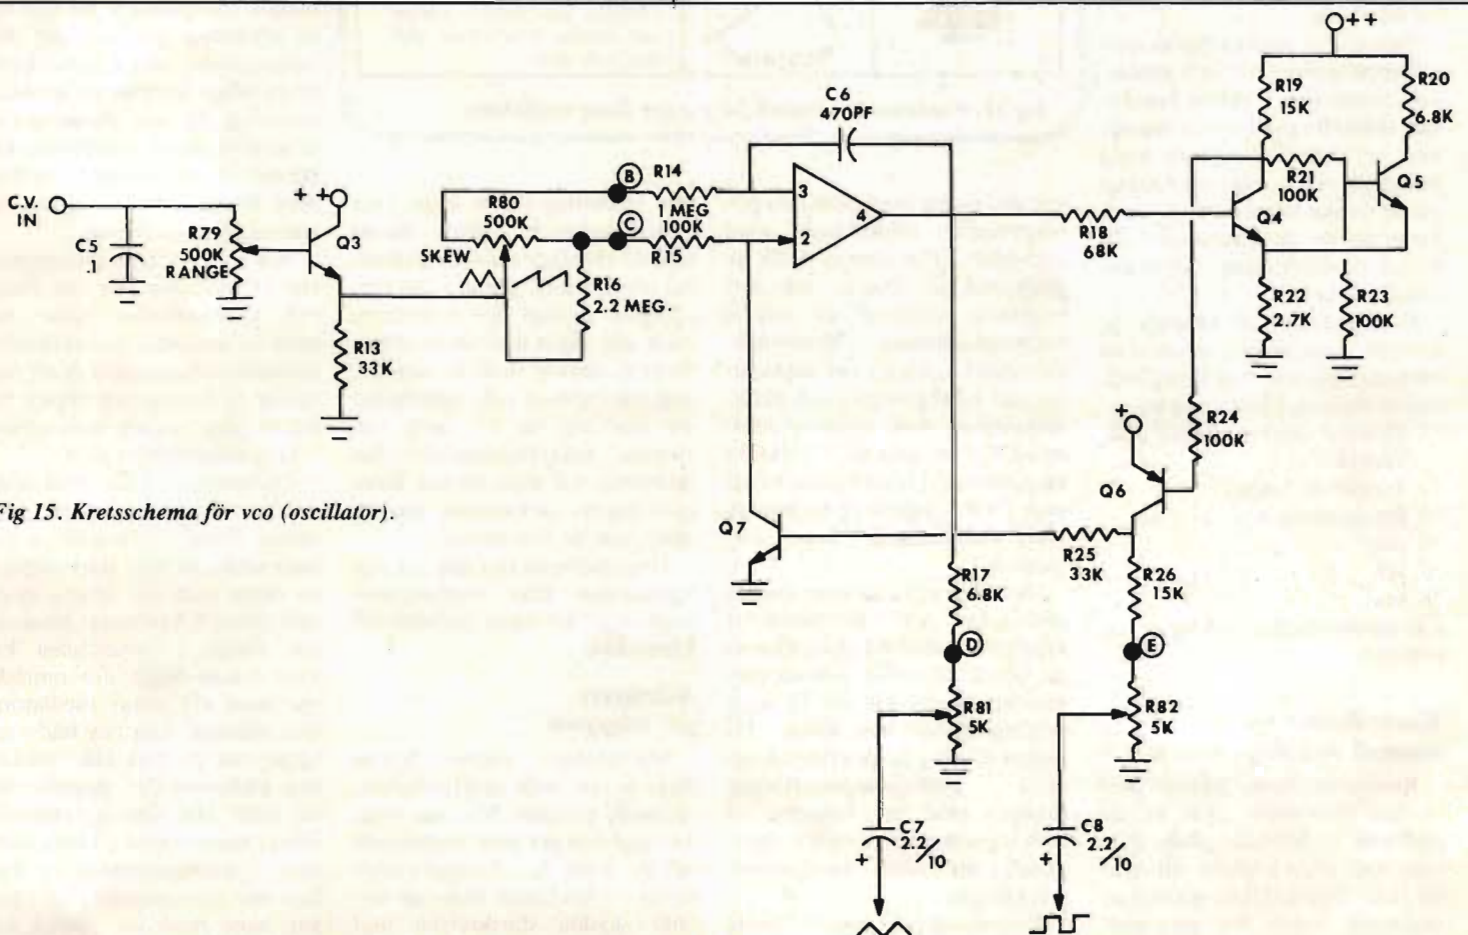 ++
R19
15K
R20
6.8K
C6
470PF
B
R14
1 MEG
R21
100K
Q5
C.V.
IN
++
R80
500K
C
100K
R15
3
2
4
Q4
C5
.1
R79
500K
RANGE
Q3
SKEW
R18
68K
R16
2.2 MEG.
R22
2.7K
R23
100K
R13
33K
+
R24
100K
Q6
Fig 15. Kretsschema för vco (oscillator).
Q7
R25
33K
R17
6.8K
R26
15K
D
E
R81
5K
R82
5K
C7
2.2/10
+
C8
2.2/10
+